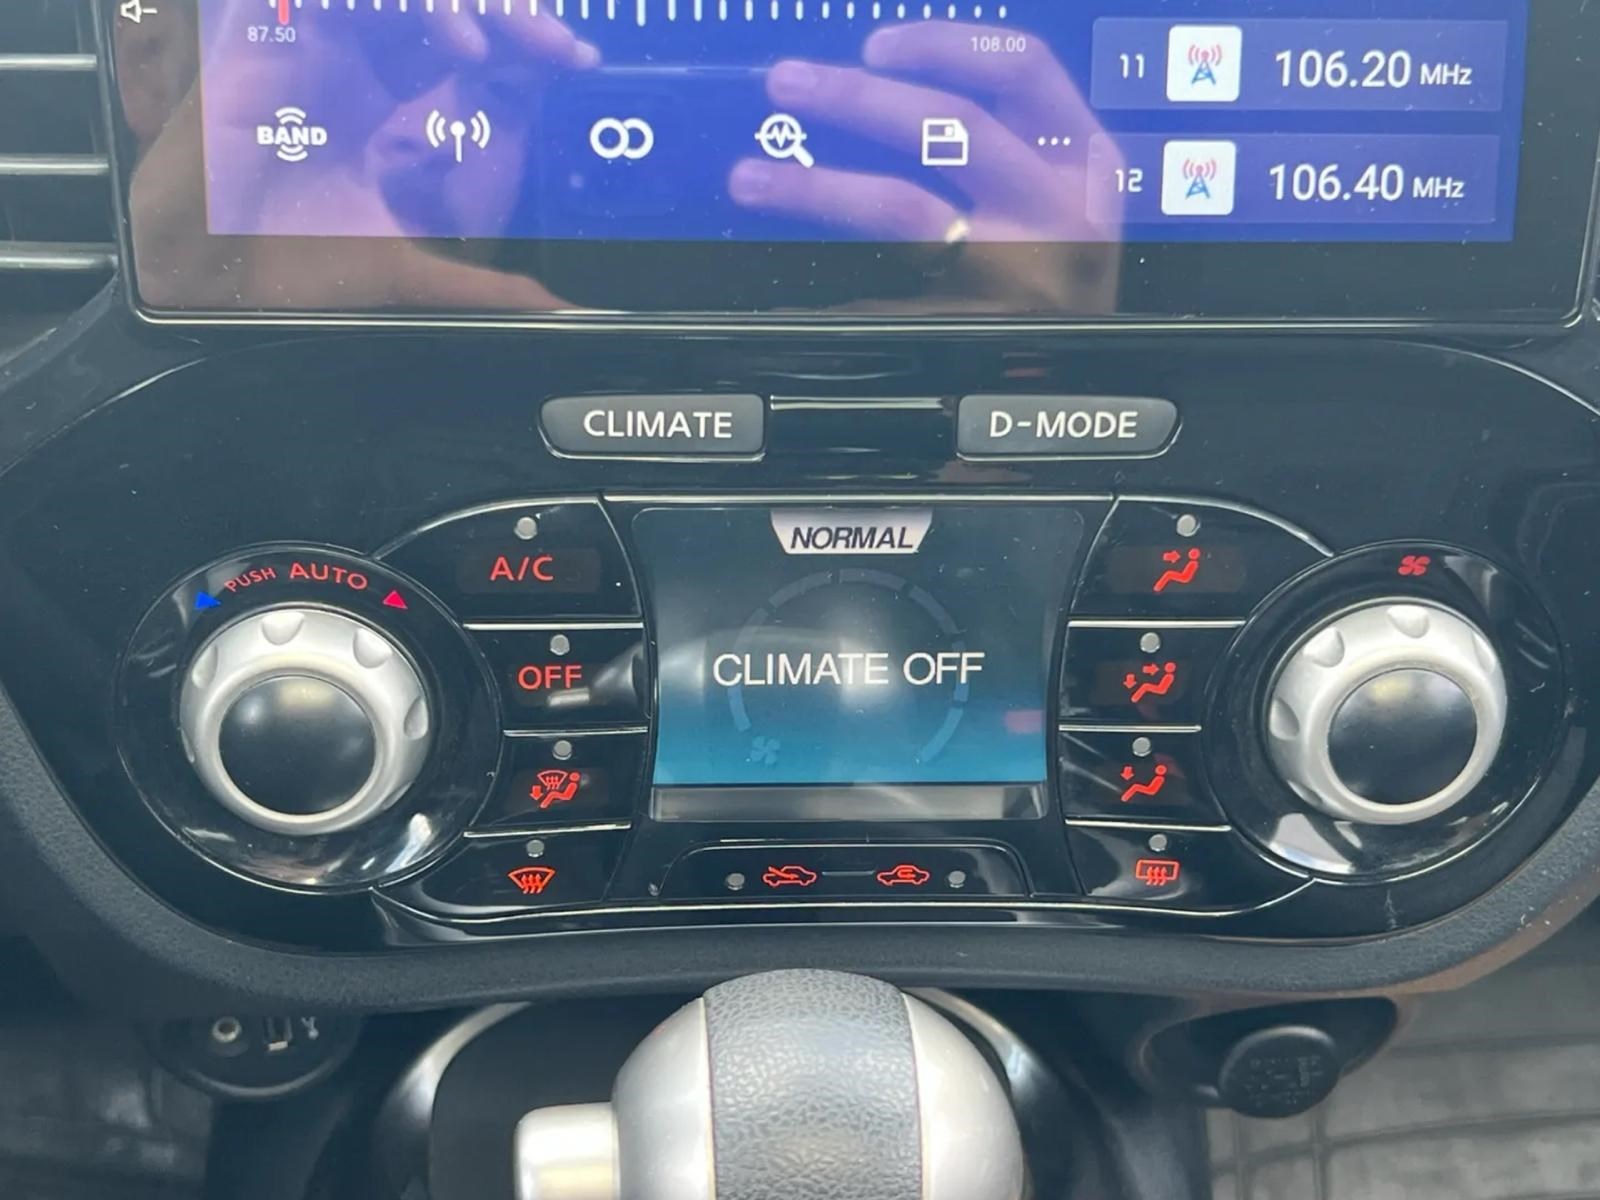 87.50
108.00
11 106.20 MHz
BAND
12 106.40 MHz
CLIMATE D-MODE
NORMAL
PUSH AUTO
A/C
CLIMATE OFF
OFF
POWER